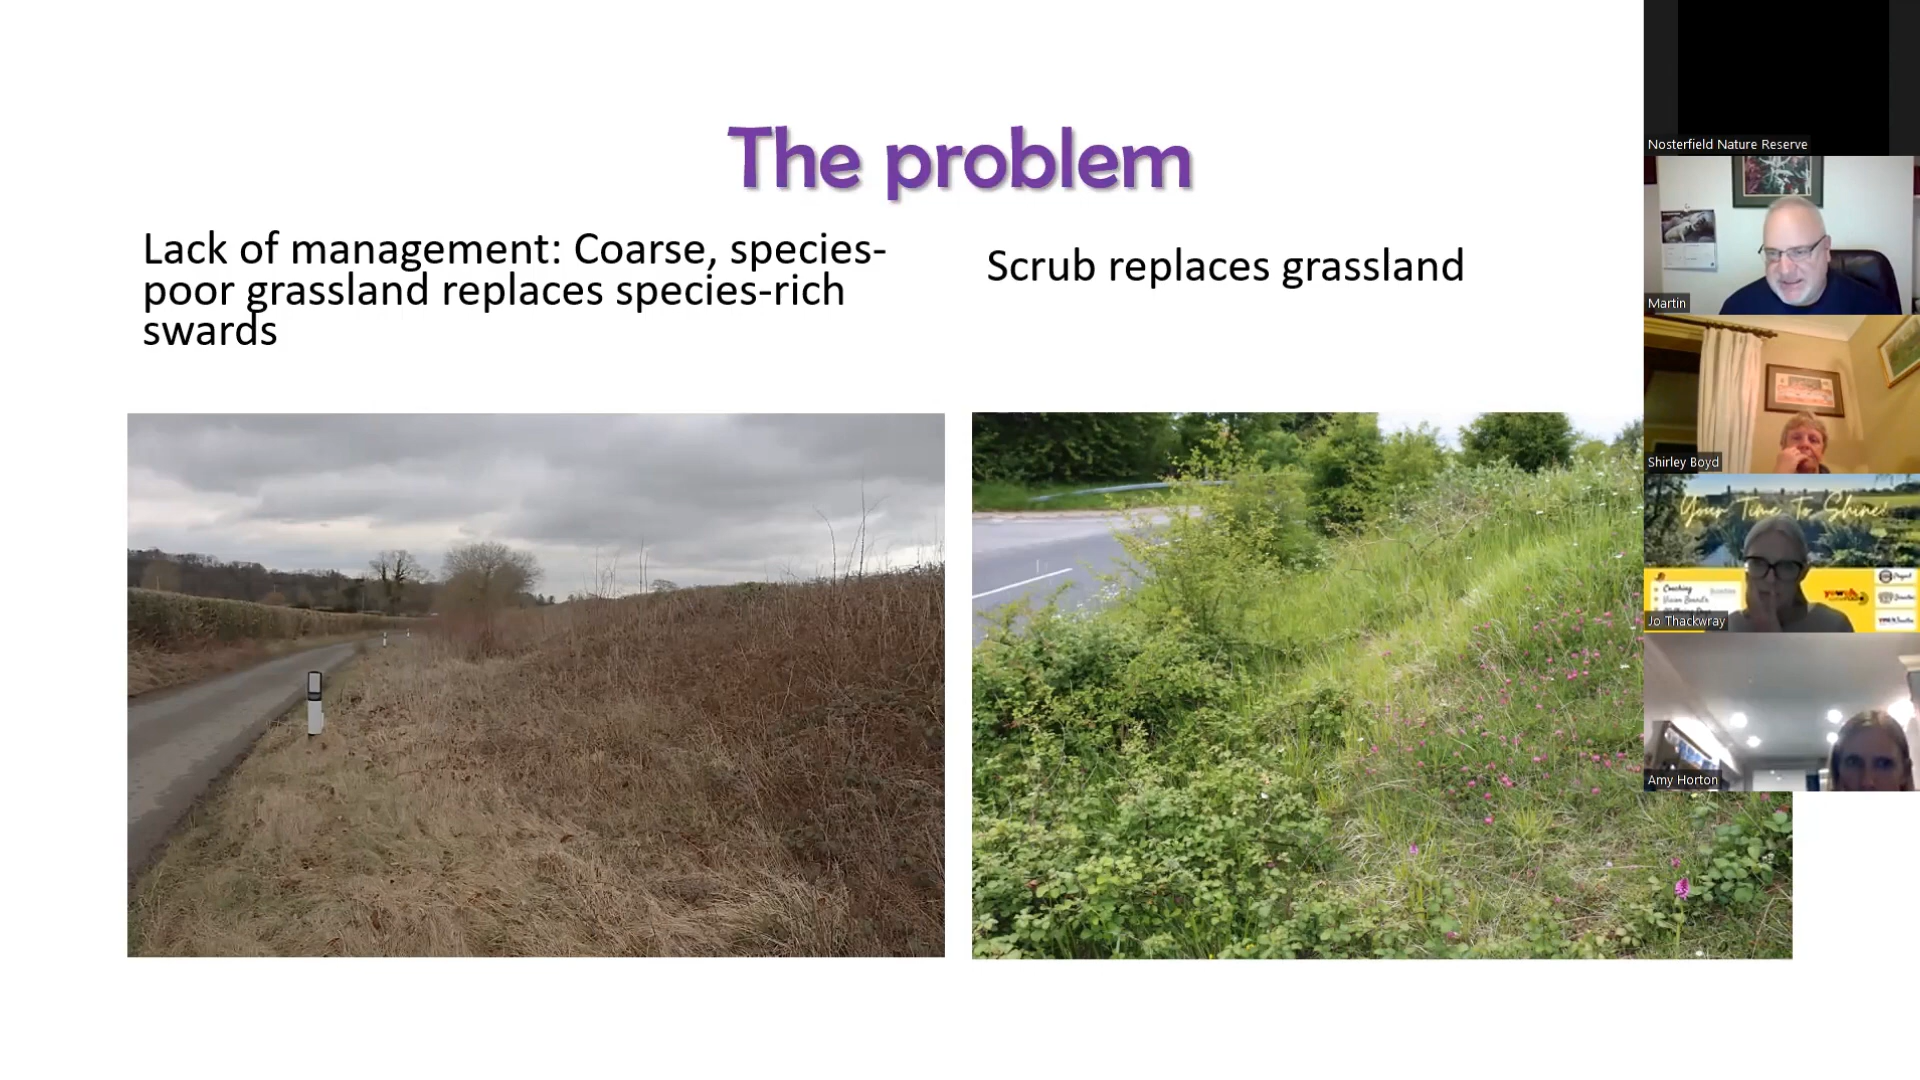 The problem
Lack of management: Coarse, species-
poor grassland replaces species-rich
swards
Scrub replaces grassland
Nosterfield Nature Reserve
Martin
Shirley Boyd
Your Time To Shine!
Coaching
Jo Thackwray
Amy Horton